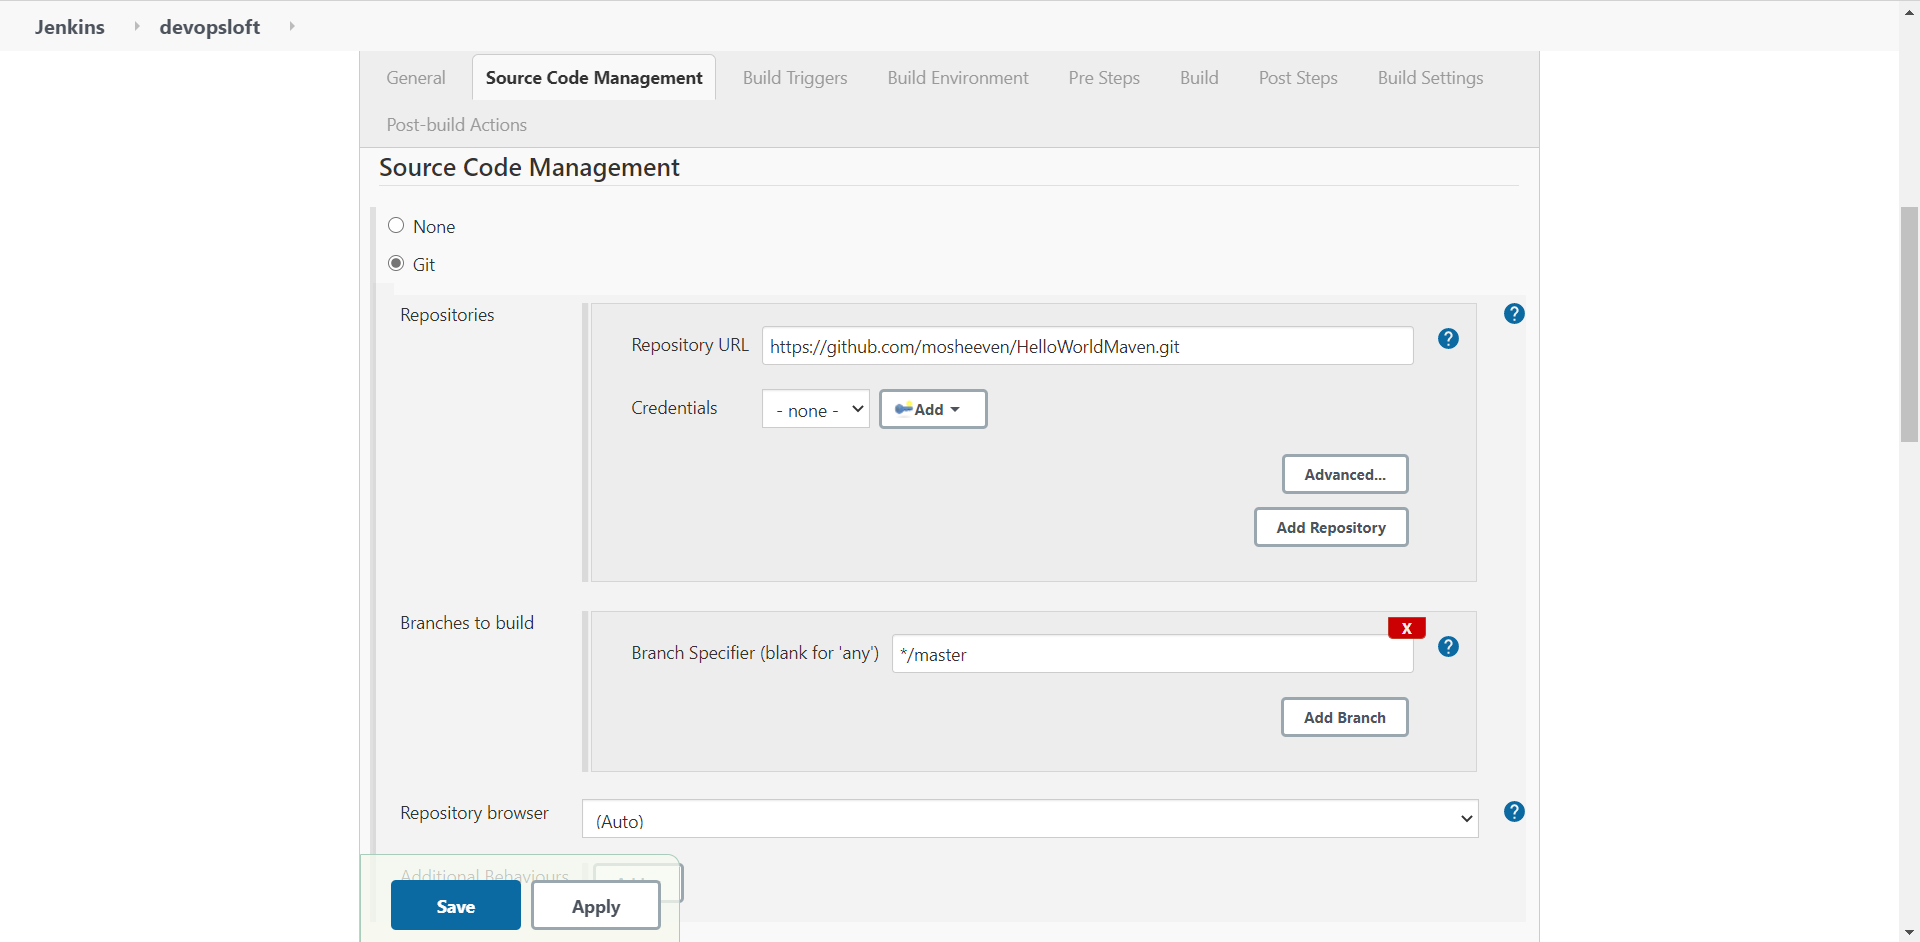 Jenkins devopsloft
General Source Code Management Build Triggers Build Environment Pre Steps Build Post Steps Build Settings
Post-build Actions
Source Code Management
None
Git
Repositories
?
Repository URL https://github.com/mosheeven/HelloWorldMaven.git ?
Credentials - none - Add
Advanced...
Add Repository
Branches to build
X
Branch Specifier (blank for 'any') */master ?
Add Branch
Repository browser (Auto) ?
Additional Behaviours
Save Apply